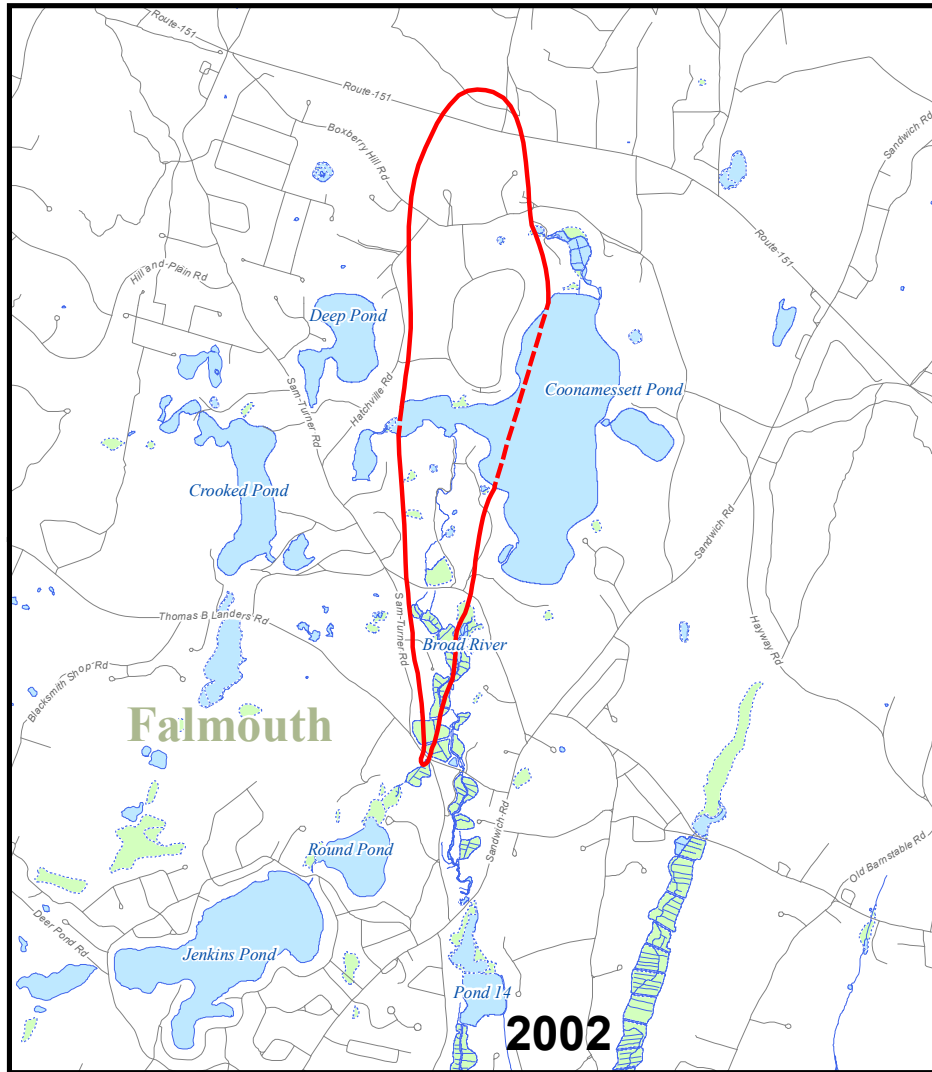 Route-151
Route-151
Sandwich Rd
Boxberry Hill Rd
Route-151
Hill-and-Plain Rd
Deep Pond
Hatchville Rd
Sam-Turner Rd
Coonamessett Pond
Crooked Pond
Sandwich Rd
Thomas B Landers Rd
Sam-Turner Rd
Broad River
Hayway Rd
Blacksmith Shop Rd
Falmouth
Sandwich Rd
Round Pond
Old Barnstable Rd
Deer Pond Rd
Jenkins Pond
Pond 14
2002